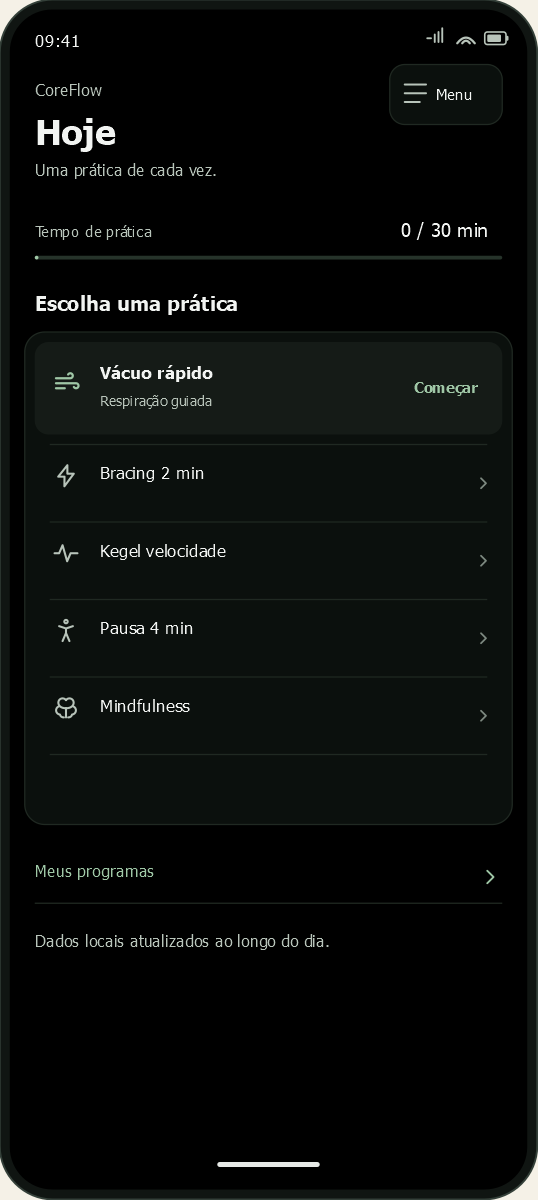 09:41
CoreFlow
Menu
Hoje
Uma prática de cada vez.
Tempo de prática
0 / 30 min
Escolha uma prática
Vácuo rápido
Respiração guiada
Começar
Bracing 2 min
Kegel velocidade
Pausa 4 min
Mindfulness
Meus programas
Dados locais atualizados ao longo do dia.